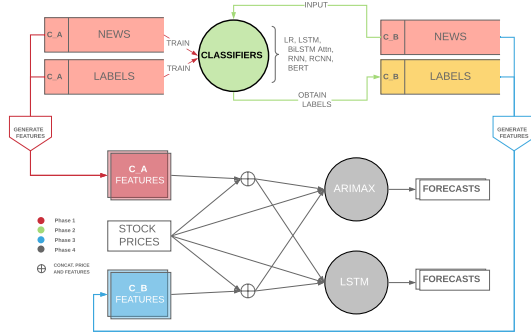 INPUT
C_A NEWS
TRAIN
CLASSIFIERS
LR, LSTM,
BiLSTM Attn,
RNN, RCNN,
BERT
C_B NEWS
C_A LABELS
TRAIN
C_B LABELS
OBTAIN
LABELS
GENERATE
FEATURES
GENERATE
FEATURES
C_A
FEATURES
ARIMAX
FORECASTS
STOCK
PRICES
Phase 1
Phase 2
Phase 3
Phase 4
CONCAT. PRICE
AND FEATURES
C_B
FEATURES
LSTM
FORECASTS